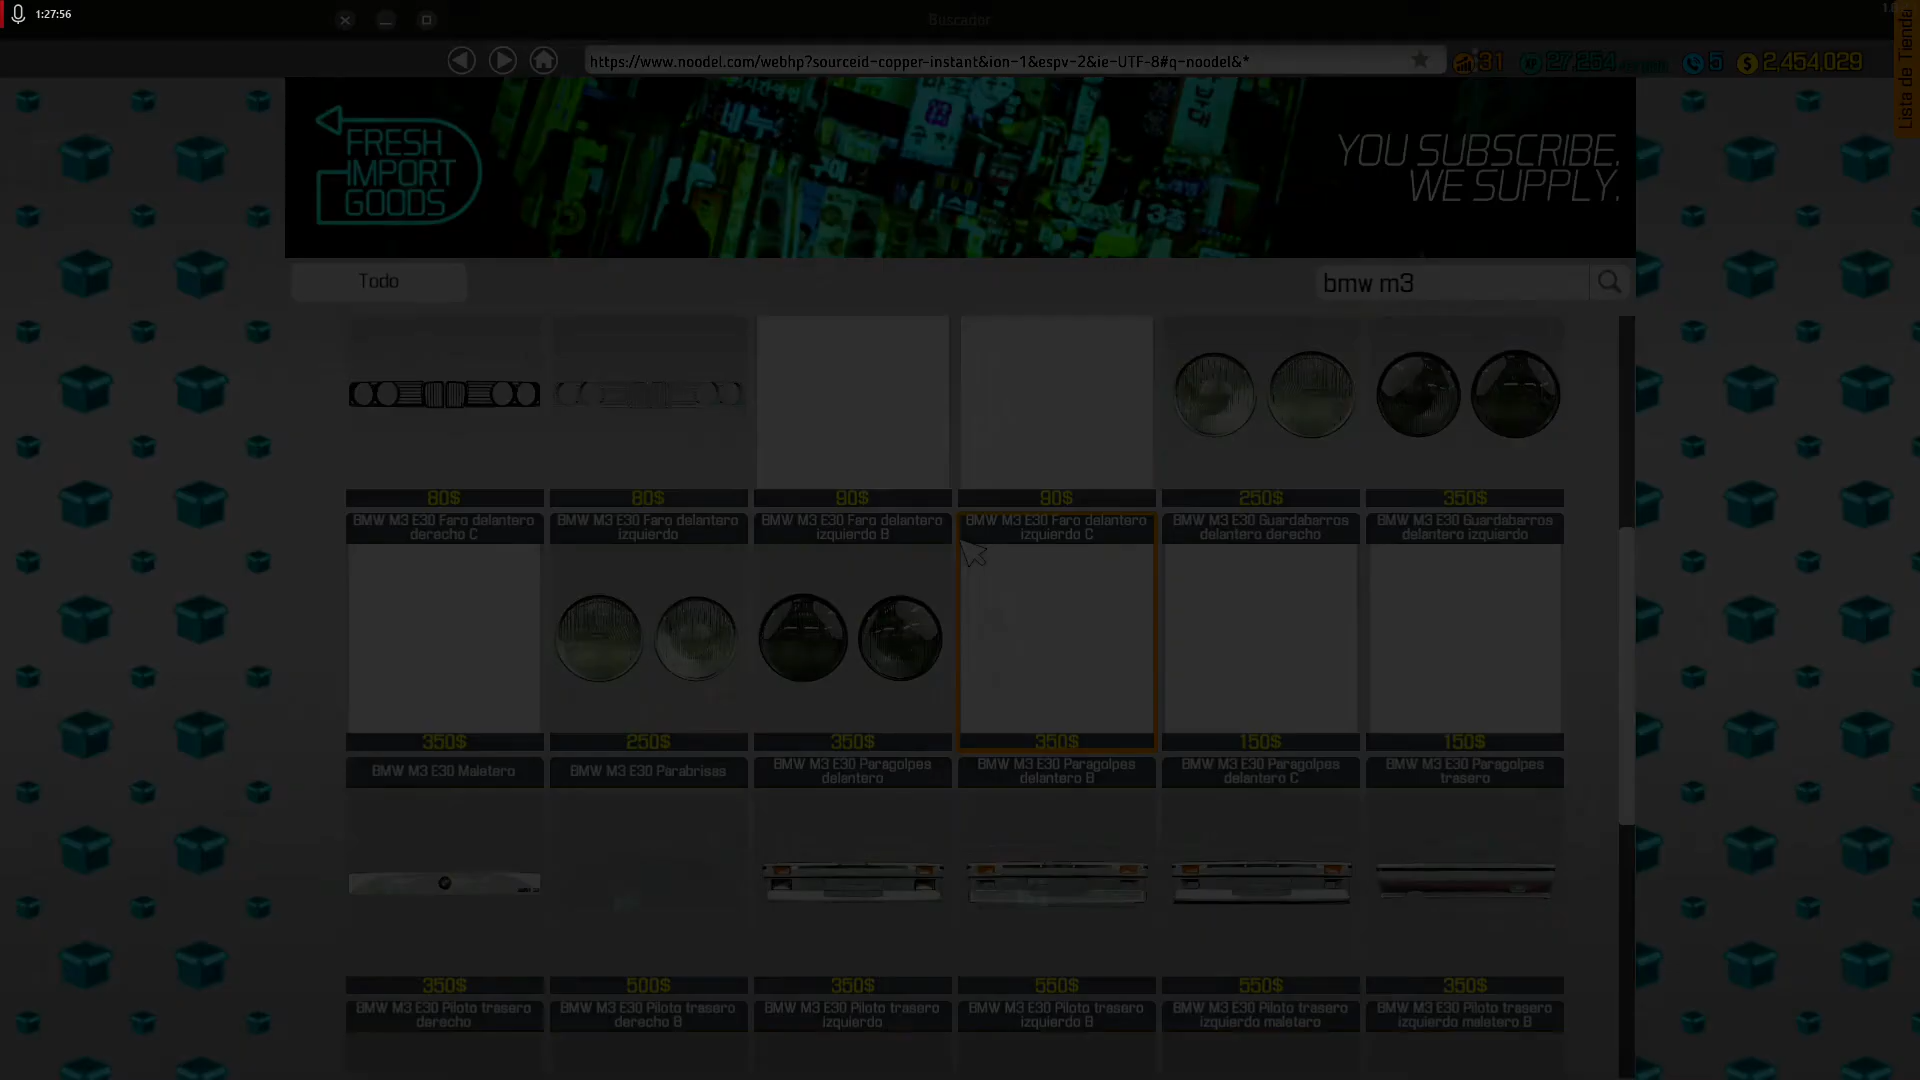 1:27:56
Buscador
https://www.noodel.com/webhp?sourceid-copper-instant&ion-1&espv-2&ie-UTF-8#q-noodel&*
31
27,254
5
2,454,029
Lista de Tienda
FRESH
IMPORT
GOODS
YOU SUBSCRIBE.
WE SUPPLY.
Todo
bmw m3
80$
80$
90$
90$
250$
350$
BMW M3 E30 Faro delantero
derecho C
BMW M3 E30 Faro delantero
izquierdo
BMW M3 E30 Faro delantero
izquierdo B
BMW M3 E30 Faro delantero
izquierdo C
BMW M3 E30 Guardabarros
delantero derecho
BMW M3 E30 Guardabarros
delantero izquierdo
350$
250$
350$
350$
150$
150$
BMW M3 E30 Maletero
BMW M3 E30 Parabrisas
BMW M3 E30 Paragolpes
delantero
BMW M3 E30 Paragolpes
delantero B
BMW M3 E30 Paragolpes
delantero C
BMW M3 E30 Paragolpes
trasero
350$
500$
350$
550$
550$
350$
BMW M3 E30 Piloto trasero
derecho
BMW M3 E30 Piloto trasero
derecho B
BMW M3 E30 Piloto trasero
izquierdo
BMW M3 E30 Piloto trasero
izquierdo B
BMW M3 E30 Piloto trasero
izquierdo maletero
BMW M3 E30 Piloto trasero
izquierdo maletero B